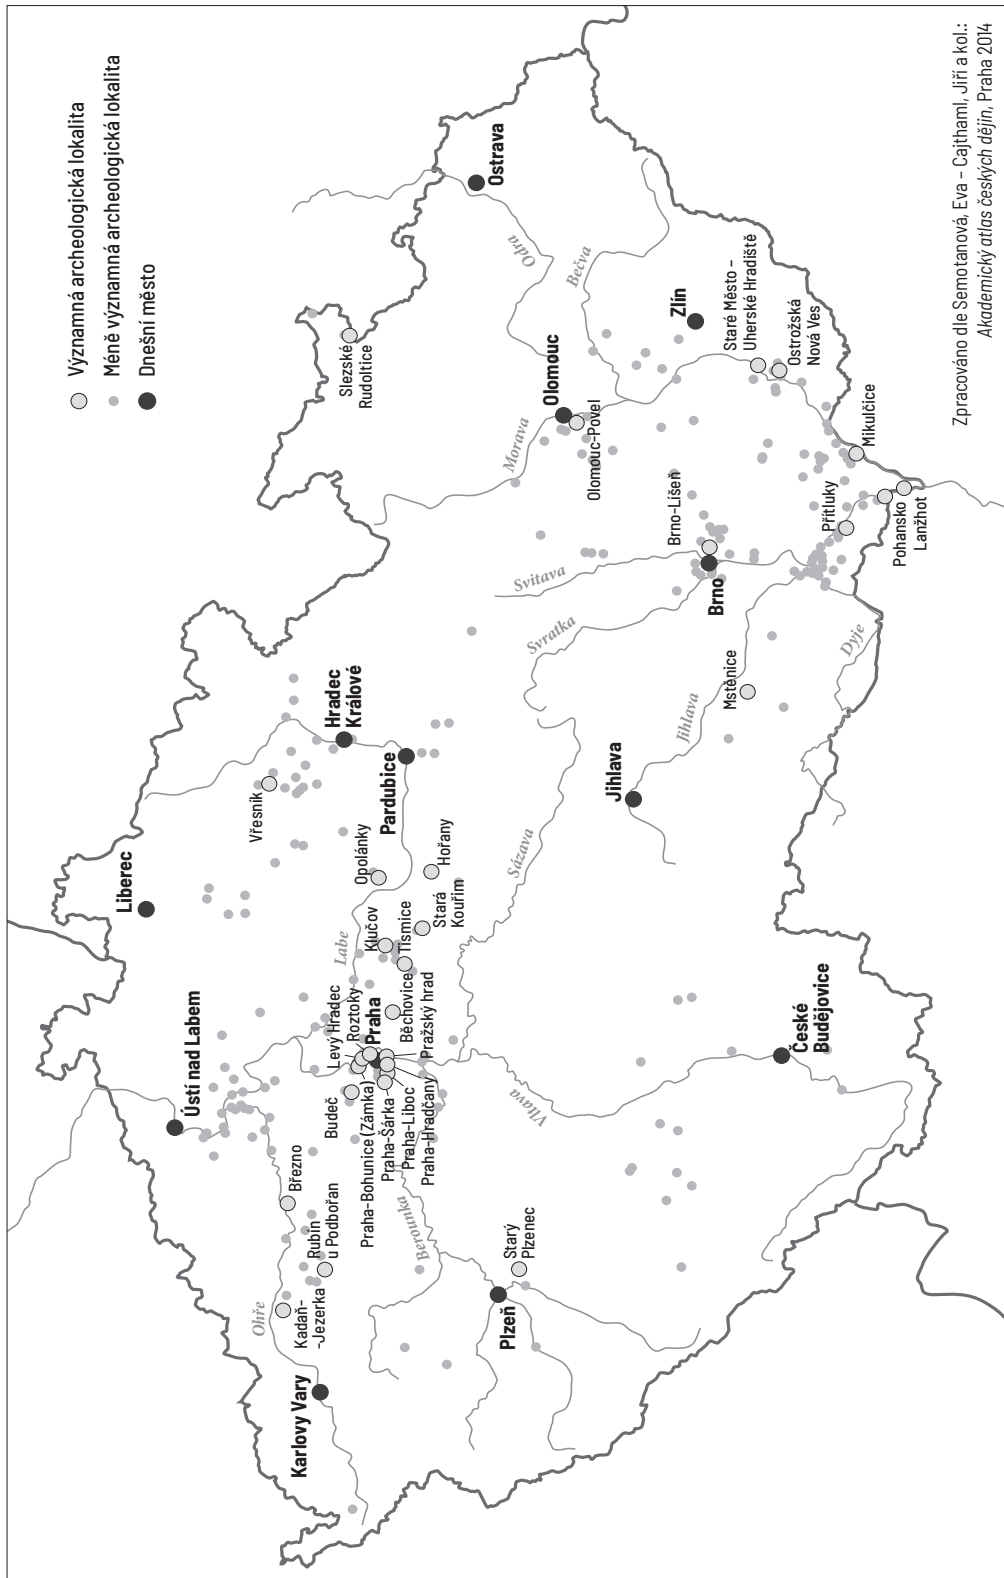 Významná archeologická lokalita
Méně významná archeologická lokalita
Dnešní město
Liberec
Ústí nad Labem
Karlovy Vary
Ohře
Kadaň-
-Jezerka
Rubín
u Podbořan
Březno
Budeč
Levý Hradec
Roztoky
Praha
Praha-Bohunice (Zámka)
Praha-Šárka
Praha-Liboc
Praha-Hradčany
Pražský hrad
Běchovice
Tismice
Klučov
Labe
Stará
Kouřim
Hořany
Opolánky
Pardubice
Hradec
Králové
Vřesník
Berounka
Plzeň
Starý
Plzenec
Vltava
Sázava
České
Budějovice
Jihlava
Jihlava
Mstěnice
Dyje
Svratka
Svitava
Brno
Brno-Líšeň
Morava
Olomouc
Olomouc-Povel
Slezské
Rudoltice
Odra
Ostrava
Bečva
Zlín
Staré Město –
Uherské Hradiště
Ostrožská
Nová Ves
Mikulčice
Přítluky
Pohansko
Lanžhot
Zpracováno dle Semotanová, Eva – Cajthaml, Jiří a kol.:
Akademický atlas českých dějin, Praha 2014